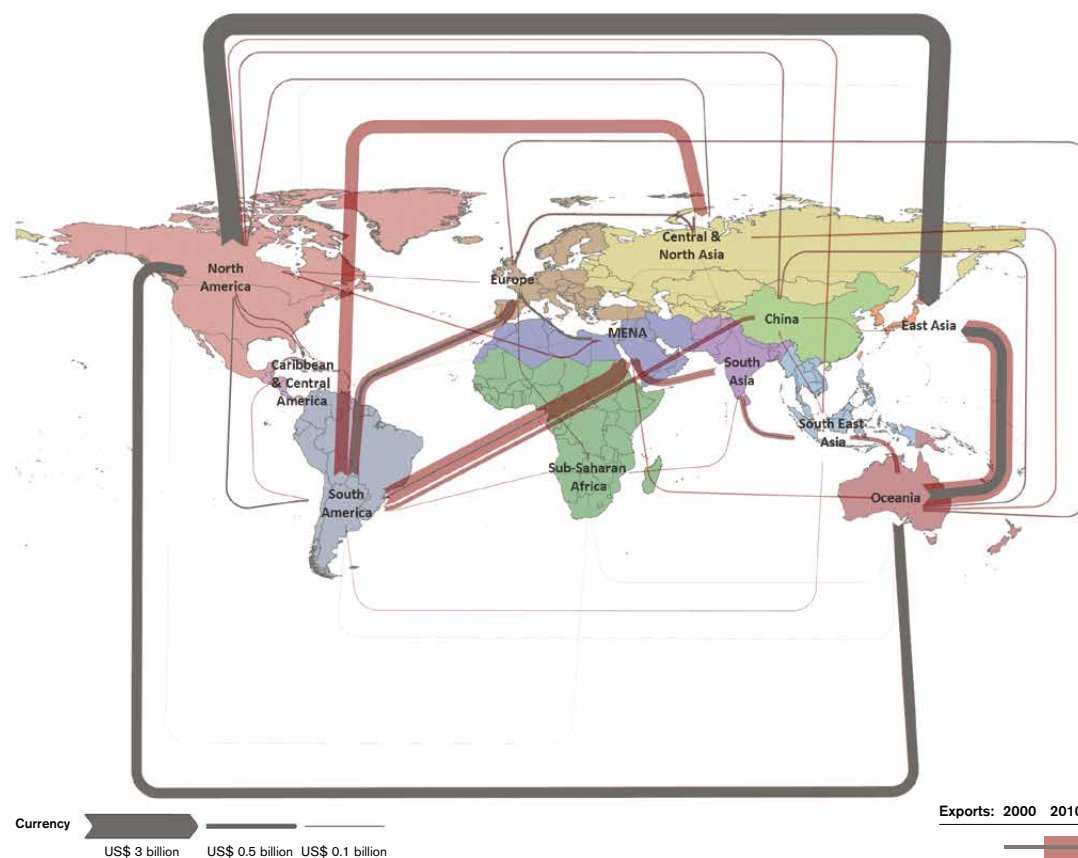 Central &
North Asia
North
America
Europe
China
East Asia
MENA
South
Asia
Caribbean
& Central
America
South East
Asia
Sub-Saharan
Africa
South
America
Oceania
Exports: 2000 2010
Currency
US$ 3 billion US$ 0.5 billion US$ 0.1 billion